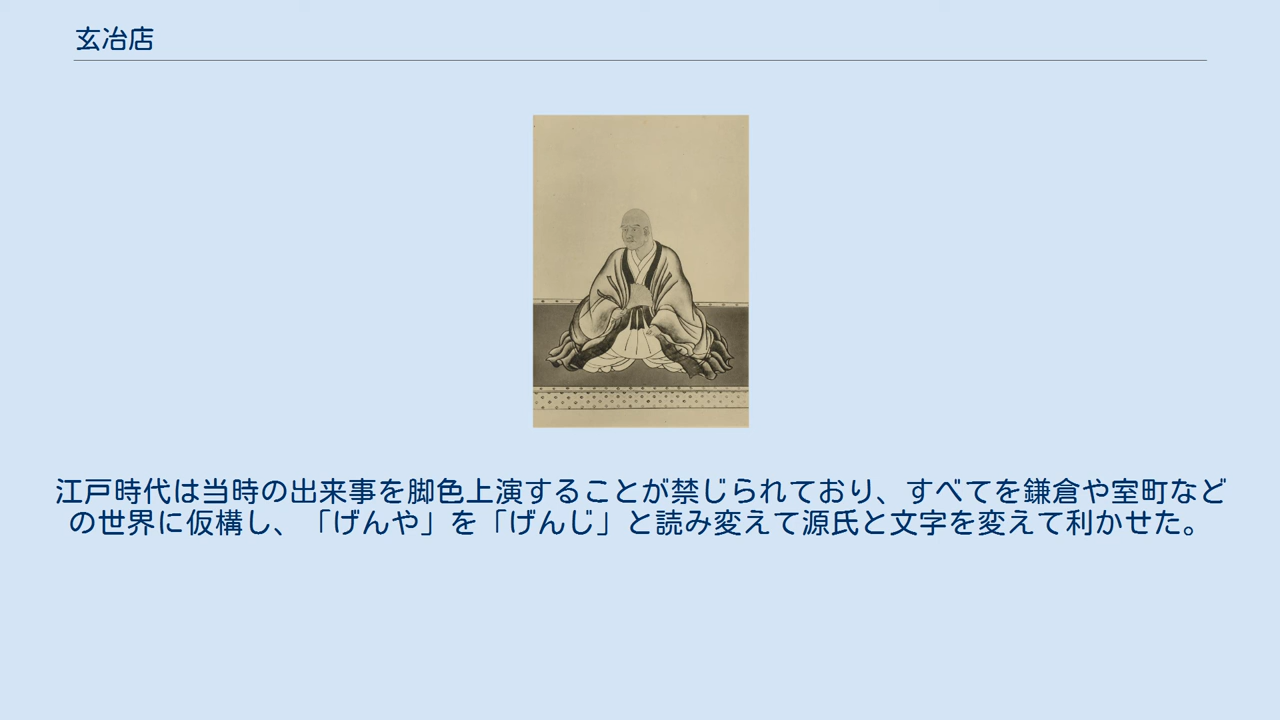 玄冶店
江戸時代は当時の出来事を脚色上演することが禁じられており、すべてを鎌倉や室町など
の世界に仮構し、「げんや」を「げんじ」と読み変えて源氏と文字を変えて利かせた。